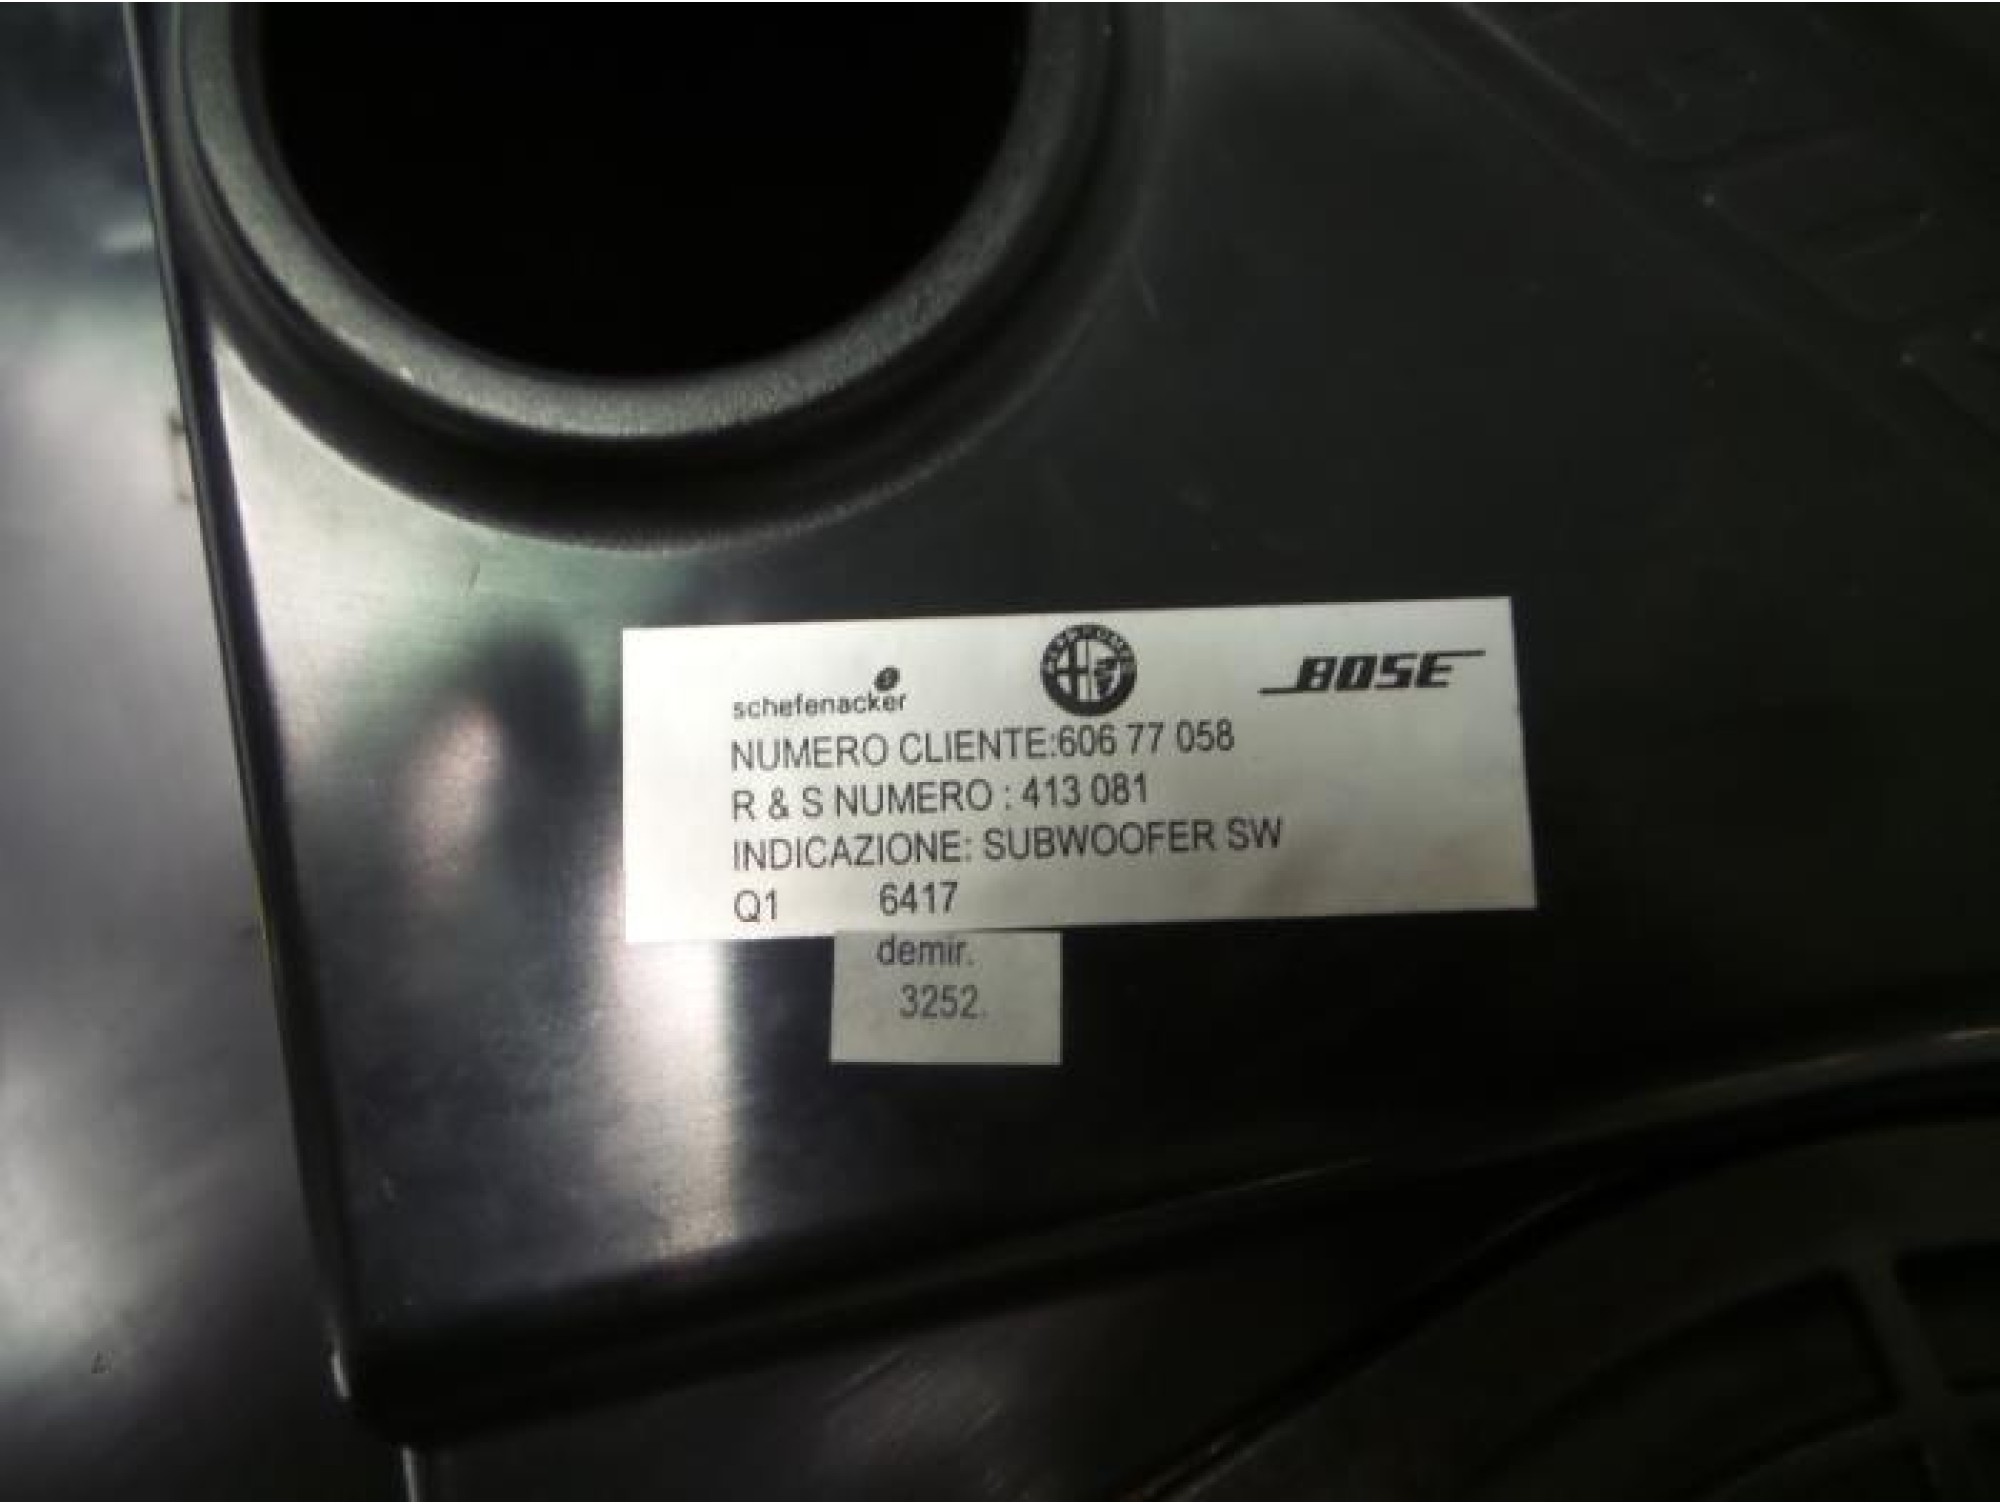 schefenacker
BOSE
NUMERO CLIENTE:606 77 058
R & S NUMERO : 413 081
INDICAZIONE: SUBWOOFER SW
Q1 6417
demir.
3252.